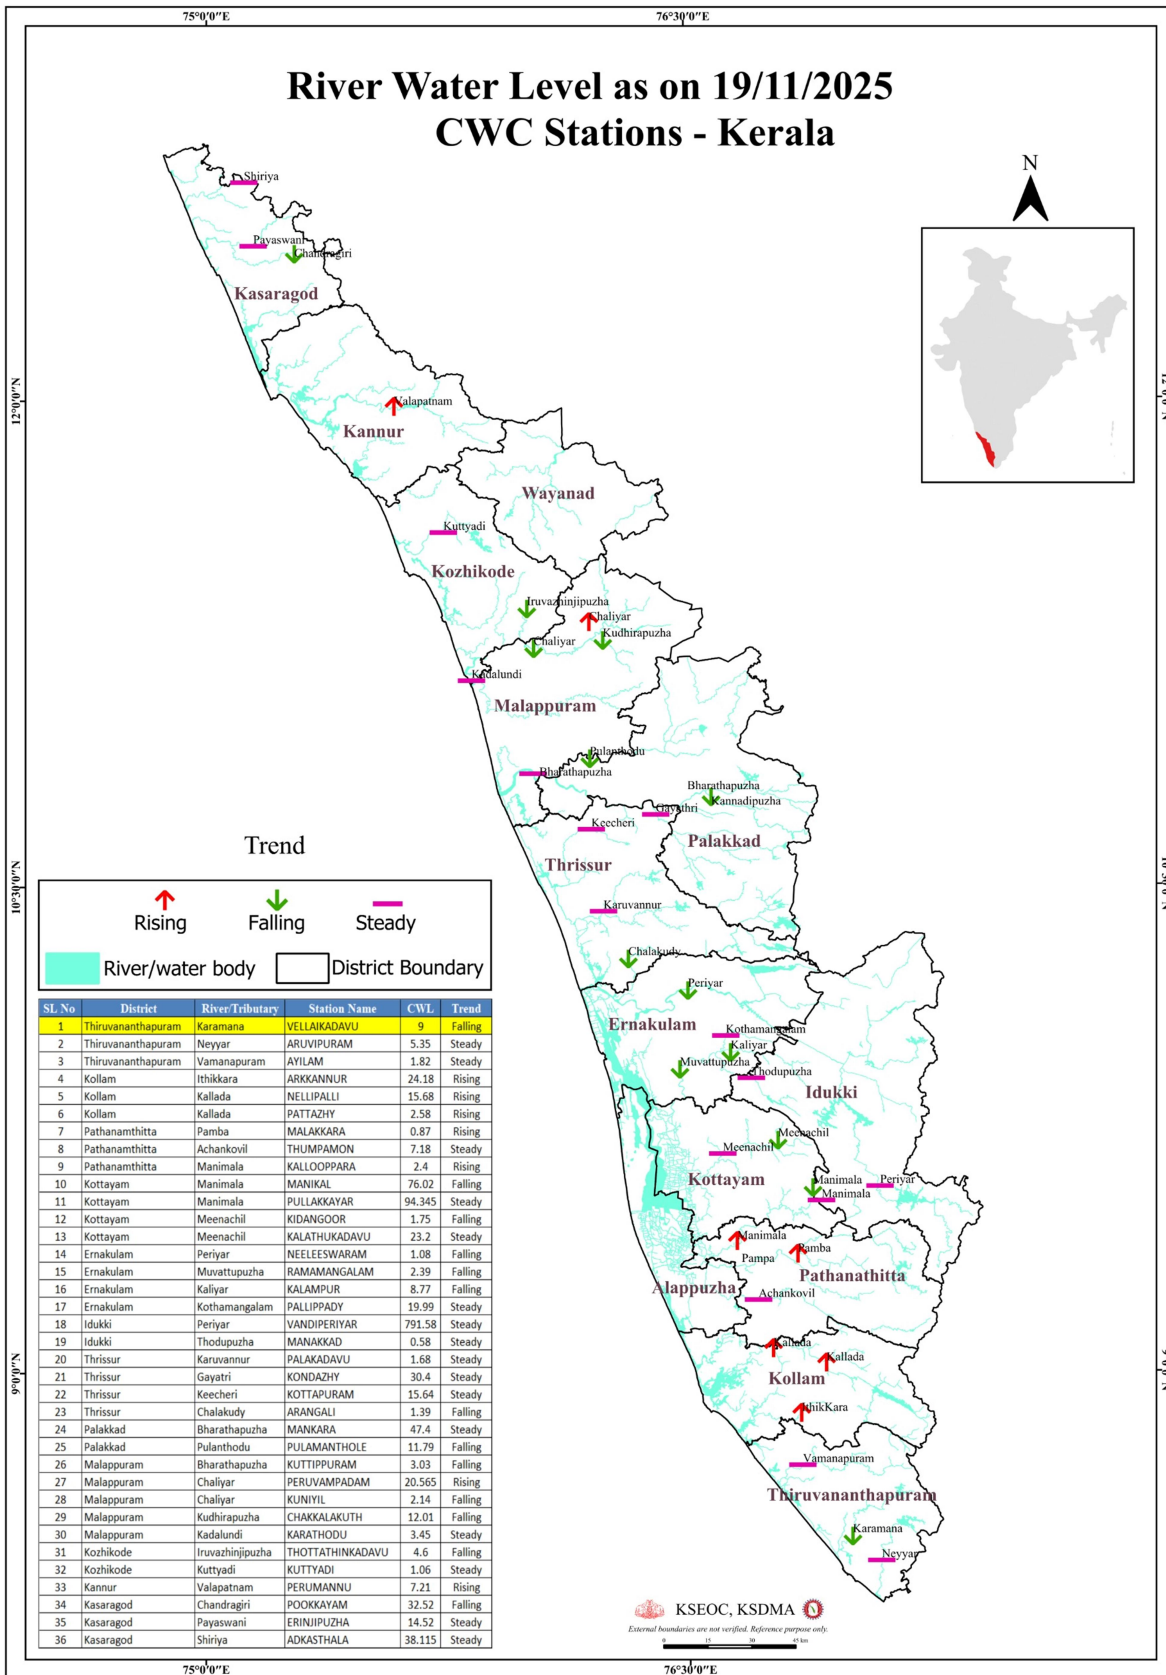 75°0'0"E
76°30'0"E
River Water Level as on 19/11/2025
CWC Stations - Kerala
N
Shiriya
Payaswani
Chandragiri
Kasaragod
12°0'0"N
Valapatnam
Kannur
Wayanad
Kuttyadi
Kozhikode
Iruvazhinjipuzha
Chaliyar
Kudhirapuzha
Chaliyar
Kadalundi
Malappuram
Pulanthodu
Bharathapuzha
Bharathapuzha
Kannadipuzha
Gayathri
Keecheri
Palakkad
Thrissur
Karuvannur
Chalakudy
Periyar
Ernakulam
Kothamangalam
Kaliyar
Muvattupuzha
Thodupuzha
Idukki
Meenachil
Meenachil
Kottayam
Manimala
Periyar
Manimala
Manimala
Pamba
Pampa
Pathanathitta
Alappuzha
Achankovil
Kallada
Kallada
Kollam
IthikKara
Vamanapuram
Thiruvananthapuram
Karamana
Neyyar
10°30'0"N
9°0'0"N
Trend
Rising Falling Steady
River/water body District Boundary
SL No District River/Tributary Station Name CWL Trend
1 Thiruvananthapuram Karamana VELLAIKADAVU 9 Falling
2 Thiruvananthapuram Neyyar ARUVIPURAM 5.35 Steady
3 Thiruvananthapuram Vamanapuram AYILAM 1.82 Steady
4 Kollam Ithikkara ARKKANNUR 24.18 Rising
5 Kollam Kallada NELLIPALLI 15.68 Rising
6 Kollam Kallada PATTAZHY 2.58 Rising
7 Pathanamthitta Pamba MALAKKARA 0.87 Rising
8 Pathanamthitta Achankovil THUMPAMON 7.18 Steady
9 Pathanamthitta Manimala KALLOOPPARA 2.4 Rising
10 Kottayam Manimala MANIKAL 76.02 Falling
11 Kottayam Manimala PULLAKKAYAR 94.345 Steady
12 Kottayam Meenachil KIDANGOOR 1.75 Falling
13 Kottayam Meenachil KALATHUKADAVU 23.2 Steady
14 Ernakulam Periyar NEELEESWARAM 1.08 Falling
15 Ernakulam Muvattupuzha RAMAMANGALAM 2.39 Falling
16 Ernakulam Kaliyar KALAMPUR 8.77 Falling
17 Ernakulam Kothamangalam PALLIPPADY 19.99 Steady
18 Idukki Periyar VANDIPERIYAR 791.58 Steady
19 Idukki Thodupuzha MANAKKAD 0.58 Steady
20 Thrissur Karuvannur PALAKADAVU 1.68 Steady
21 Thrissur Gayatri KONDAZHY 30.4 Steady
22 Thrissur Keecheri KOTTAPURAM 15.64 Steady
23 Thrissur Chalakudy ARANGALI 1.39 Falling
24 Palakkad Bharathapuzha MANKARA 47.4 Steady
25 Palakkad Pulanthodu PULAMANTHOLE 11.79 Falling
26 Malappuram Bharathapuzha KUTTIPPURAM 3.03 Falling
27 Malappuram Chaliyar PERUVAMPADAM 20.565 Rising
28 Malappuram Chaliyar KUNIYIL 2.14 Falling
29 Malappuram Kudhirapuzha CHAKKALAKUTH 12.01 Falling
30 Malappuram Kadalundi KARATHODU 3.45 Steady
31 Kozhikode Iruvazhinjipuzha THOTTATHINKADAVU 4.6 Falling
32 Kozhikode Kuttyadi KUTTYADI 1.06 Steady
33 Kannur Valapatnam PERUMANNU 7.21 Rising
34 Kasaragod Chandragiri POOKKAYAM 32.52 Falling
35 Kasaragod Payaswani ERINJIPUZHA 14.52 Steady
36 Kasaragod Shiriya ADKASTHALA 38.115 Steady
KSEOC, KSDMA
External boundaries are not verified. Reference purpose only.
0 15 30 45 km
75°0'0"E
76°30'0"E